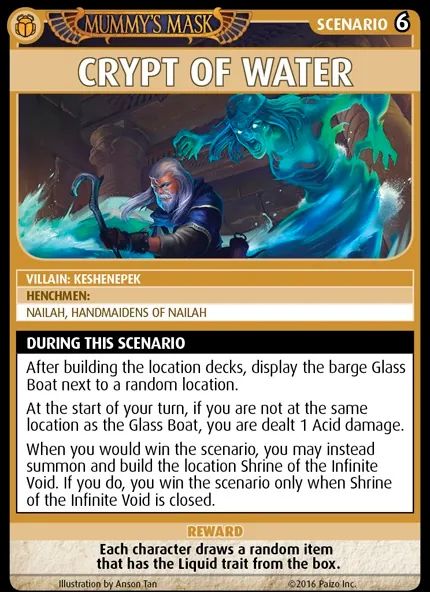 MUMMY'S MASK
SCENARIO 6
CRYPT OF WATER
VILLAIN: KESHENEPEK
HENCHMEN:
NAILAH, HANDMAIDENS OF NAILAH
DURING THIS SCENARIO
After building the location decks, display the barge Glass
Boat next to a random location.
At the start of your turn, if you are not at the same
location as the Glass Boat, you are dealt 1 Acid damage.
When you would win the scenario, you may instead
summon and build the location Shrine of the Infinite
Void. If you do, you win the scenario only when Shrine
of the Infinite Void is closed.
REWARD
Each character draws a random item
that has the Liquid trait from the box.
Illustration by Anson Tan
©2016 Paizo Inc.